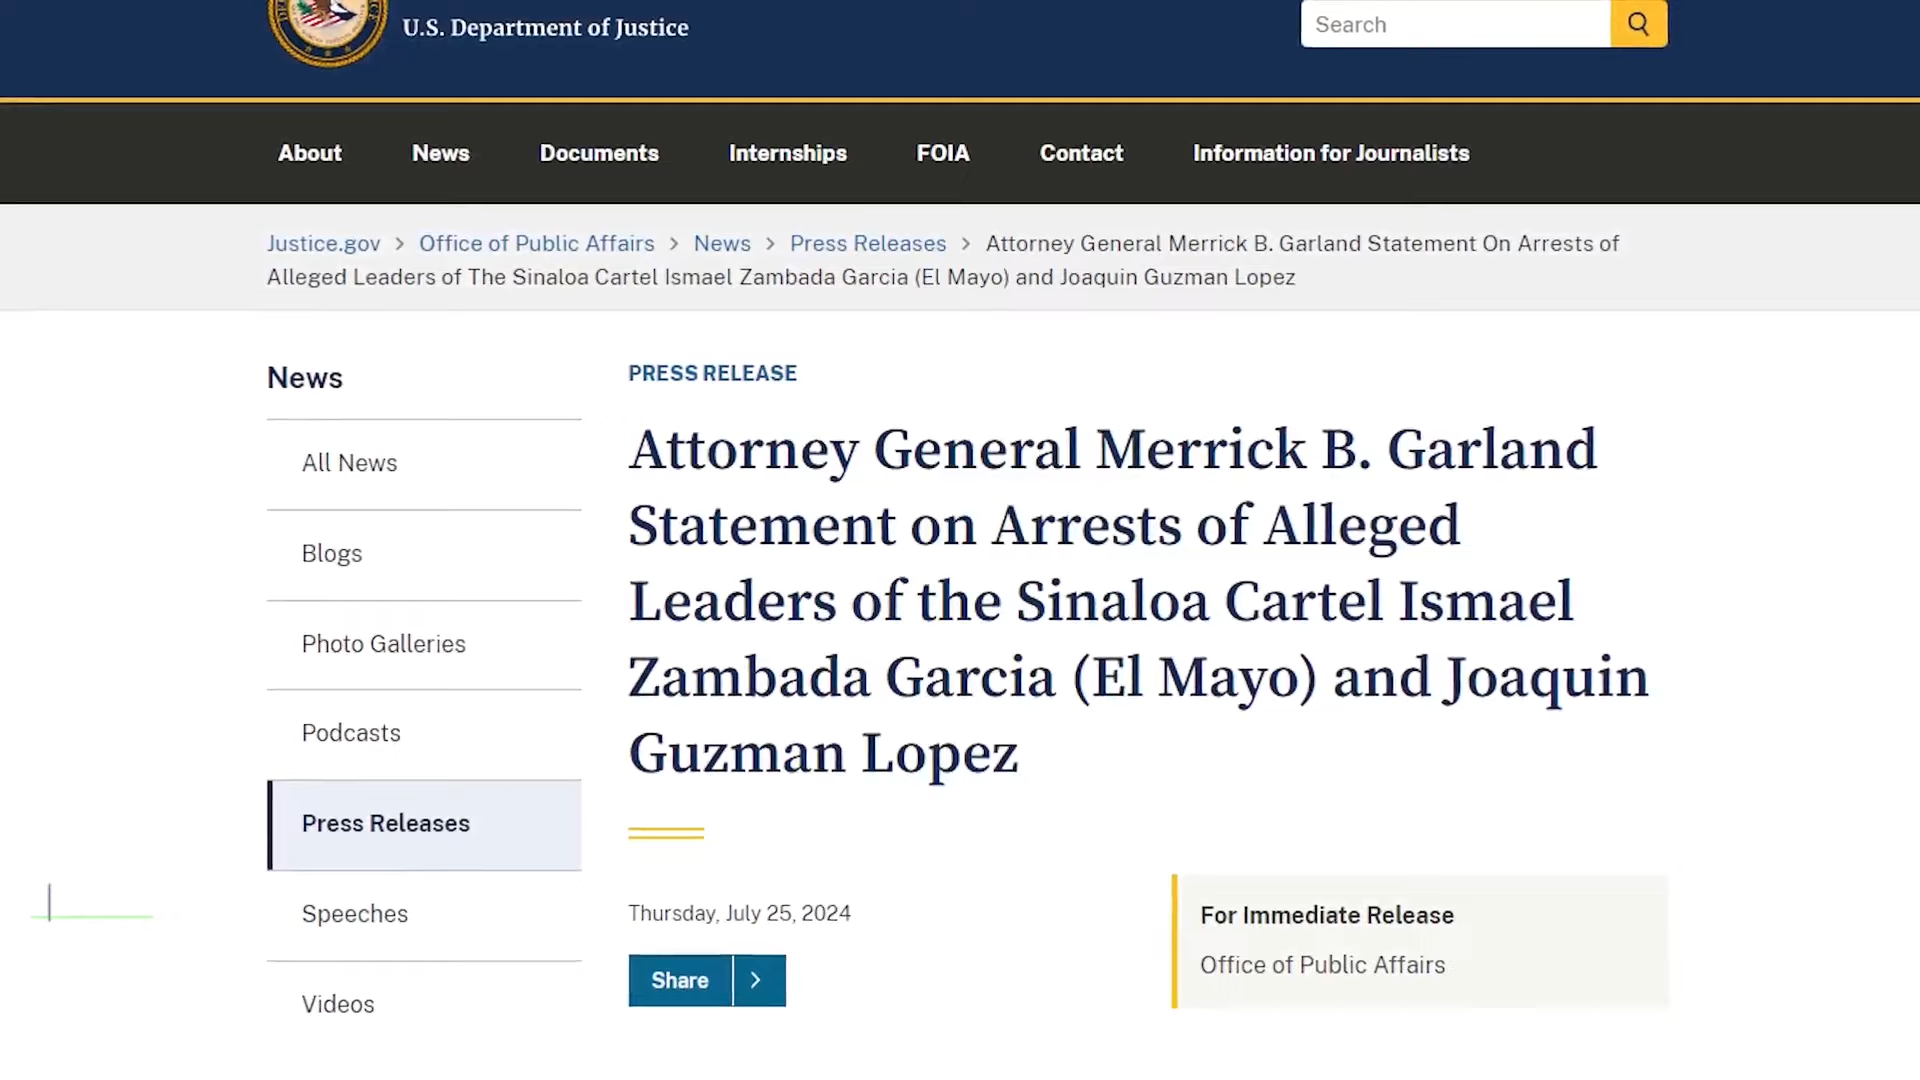 U.S. Department of Justice
Search
About News Documents Internships FOIA Contact Information for Journalists
Justice.gov > Office of Public Affairs > News > Press Releases > Attorney General Merrick B. Garland Statement On Arrests of
Alleged Leaders of The Sinaloa Cartel Ismael Zambada Garcia (El Mayo) and Joaquin Guzman Lopez
News
All News
Blogs
Photo Galleries
Podcasts
Press Releases
Speeches
Videos
PRESS RELEASE
Attorney General Merrick B. Garland
Statement on Arrests of Alleged
Leaders of the Sinaloa Cartel Ismael
Zambada Garcia (El Mayo) and Joaquin
Guzman Lopez
Thursday, July 25, 2024
Share >
For Immediate Release
Office of Public Affairs